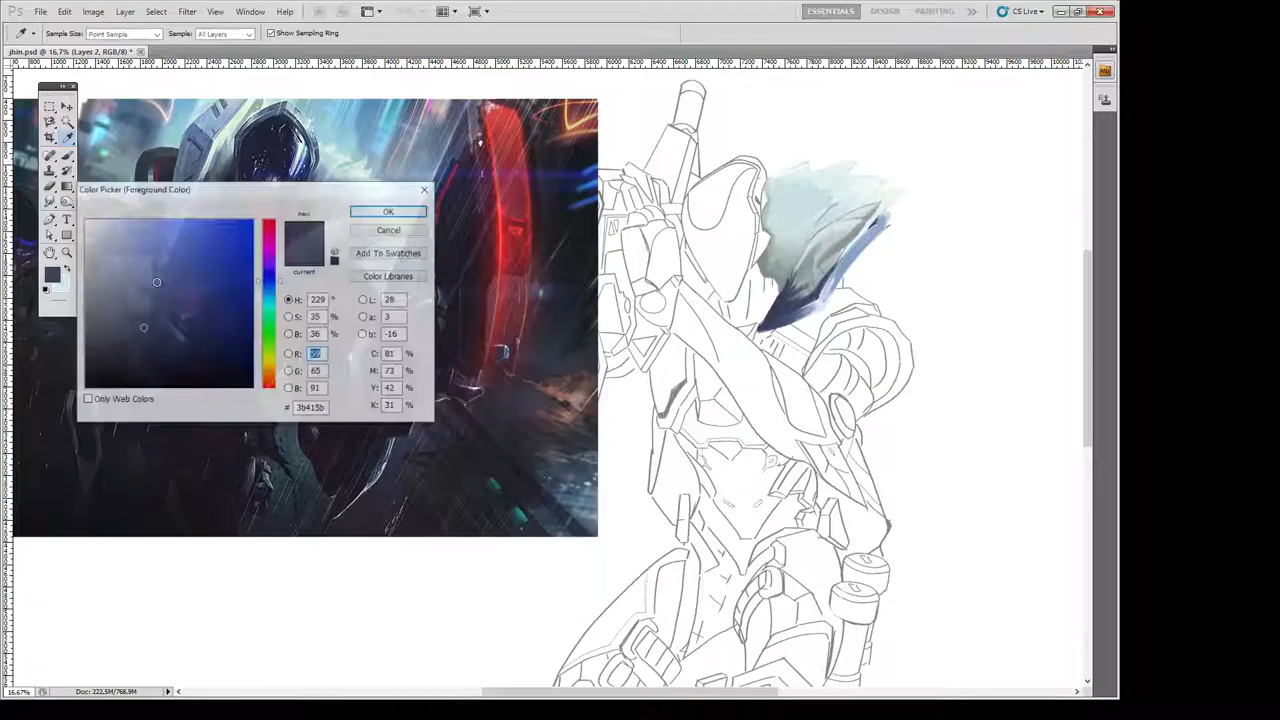 Ps File Edit Image Layer Select Filter View Window Help ESSENTIALS DESIGN PAINTING CS Live
Sample Size: Point Sample Sample: All Layers Show Sampling Ring
jhin.psd @ 16,7% (Layer 2, RGB/8) *
Color Picker (Foreground Color)
new
OK
Cancel
Add To Swatches
current
Color Libraries
H: 229 ° L: 28
S: 35 % a: 3
B: 36 % b: -16
R: 59 C: 81 %
G: 65 M: 73 %
B: 91 Y: 42 %
Only Web Colors
# 3b415b K: 31 %
16.67% Doc: 222,5M/768,9M